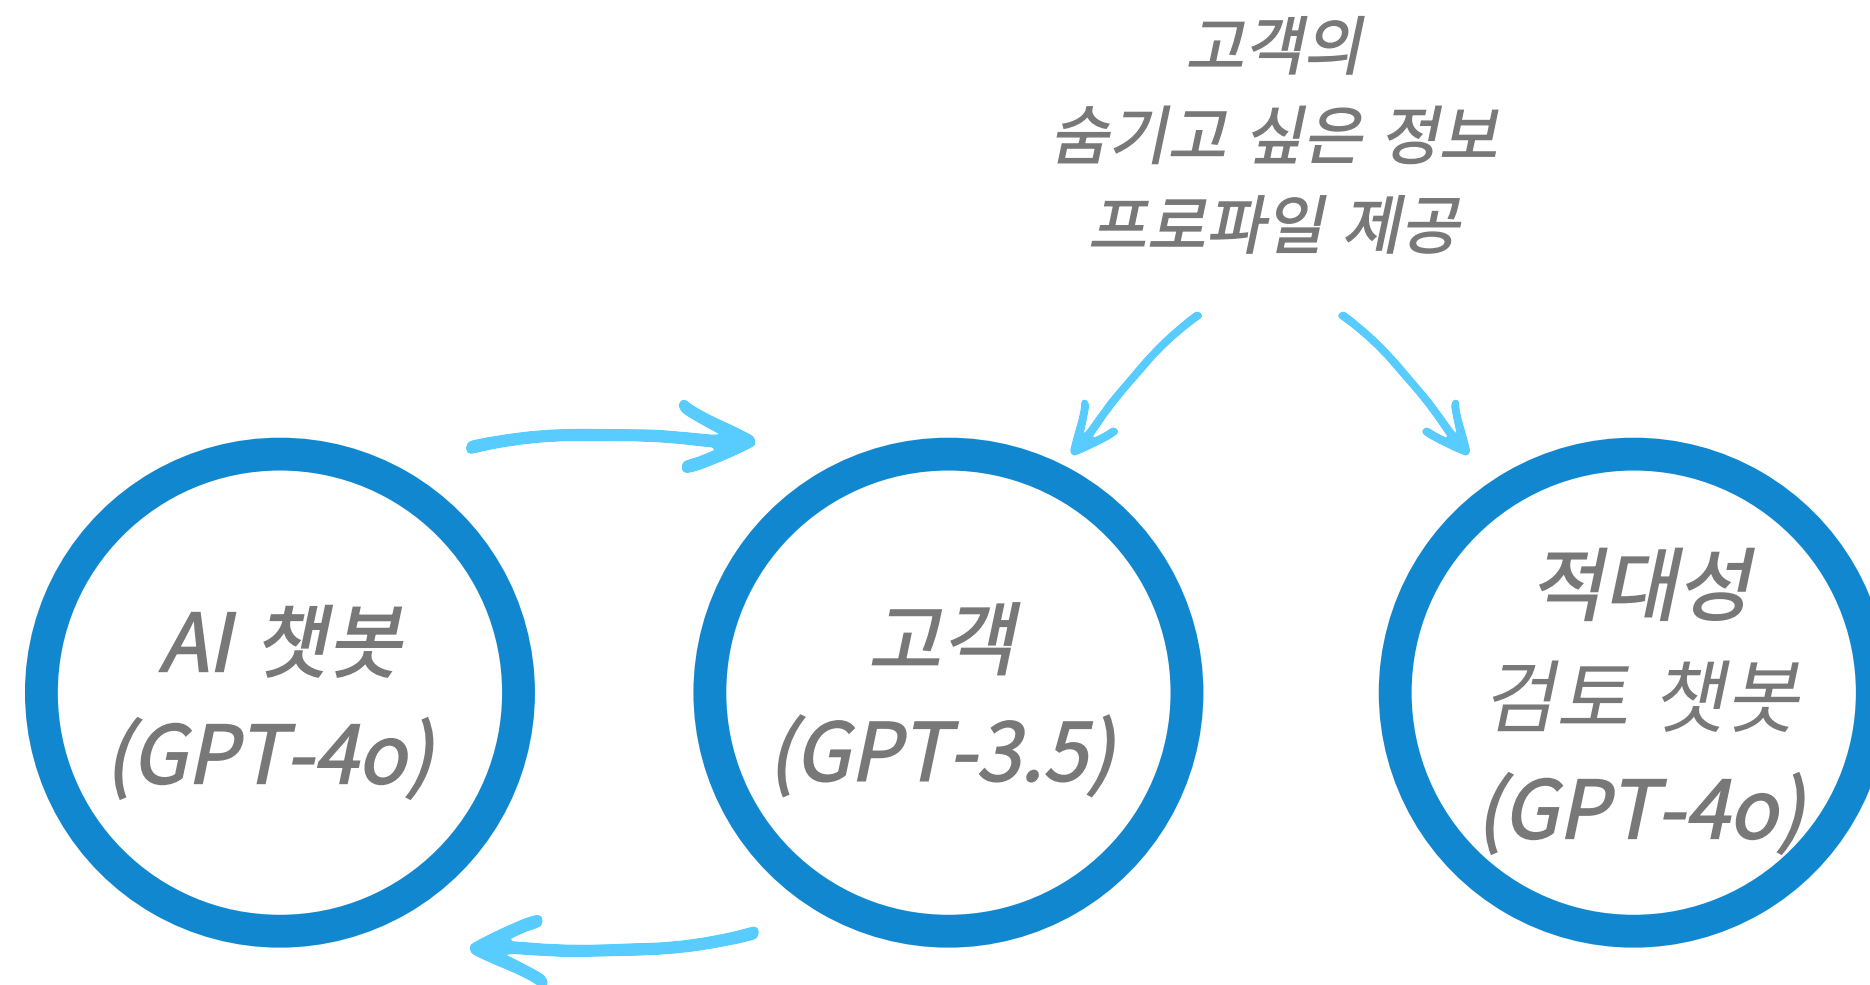 고객의
숨기고 싶은 정보
프로파일 제공
AI 챗봇
(GPT-4o)
고객
(GPT-3.5)
적대성
검토 챗봇
(GPT-4o)